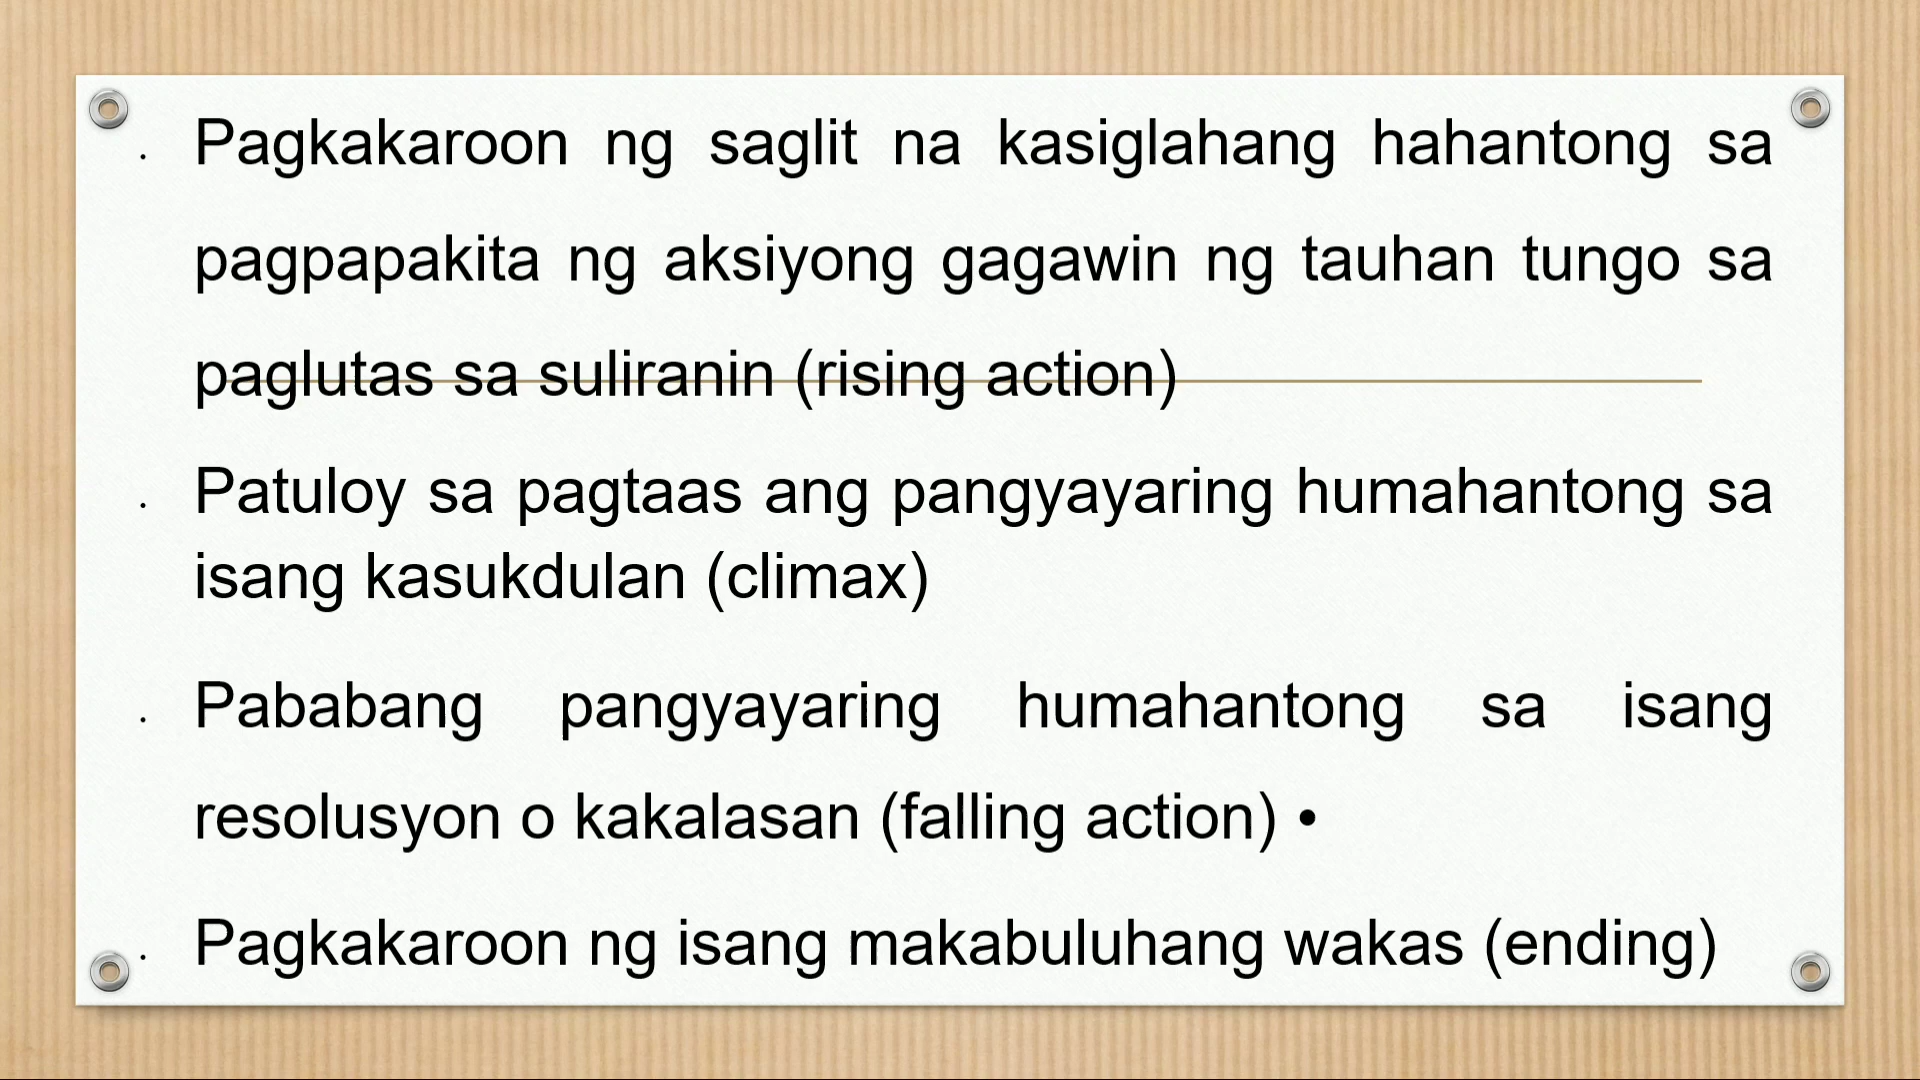 . Pagkakaroon ng saglit na kasiglahang hahantong sa
pagpapakita ng aksiyong gagawin ng tauhan tungo sa
paglutas sa suliranin (rising action)
. Patuloy sa pagtaas ang pangyayaring humahantong sa
isang kasukdulan (climax)
. Pababang pangyayaring humahantong sa isang
resolusyon o kakalasan (falling action) •
. Pagkakaroon ng isang makabuluhang wakas (ending)